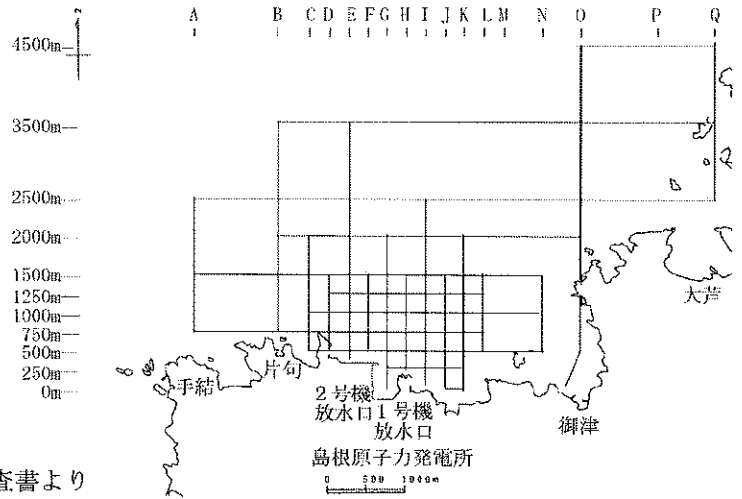 A B C D E F G H I J K L M N O P Q
4500m
3500m
2500m
2000m
1500m
1250m
1000m
750m
500m
250m
0m
大芦
手結
片句
2号機
放水口
1号機
放水口
御津
島根原子力発電所
0 500 1000m
査書より